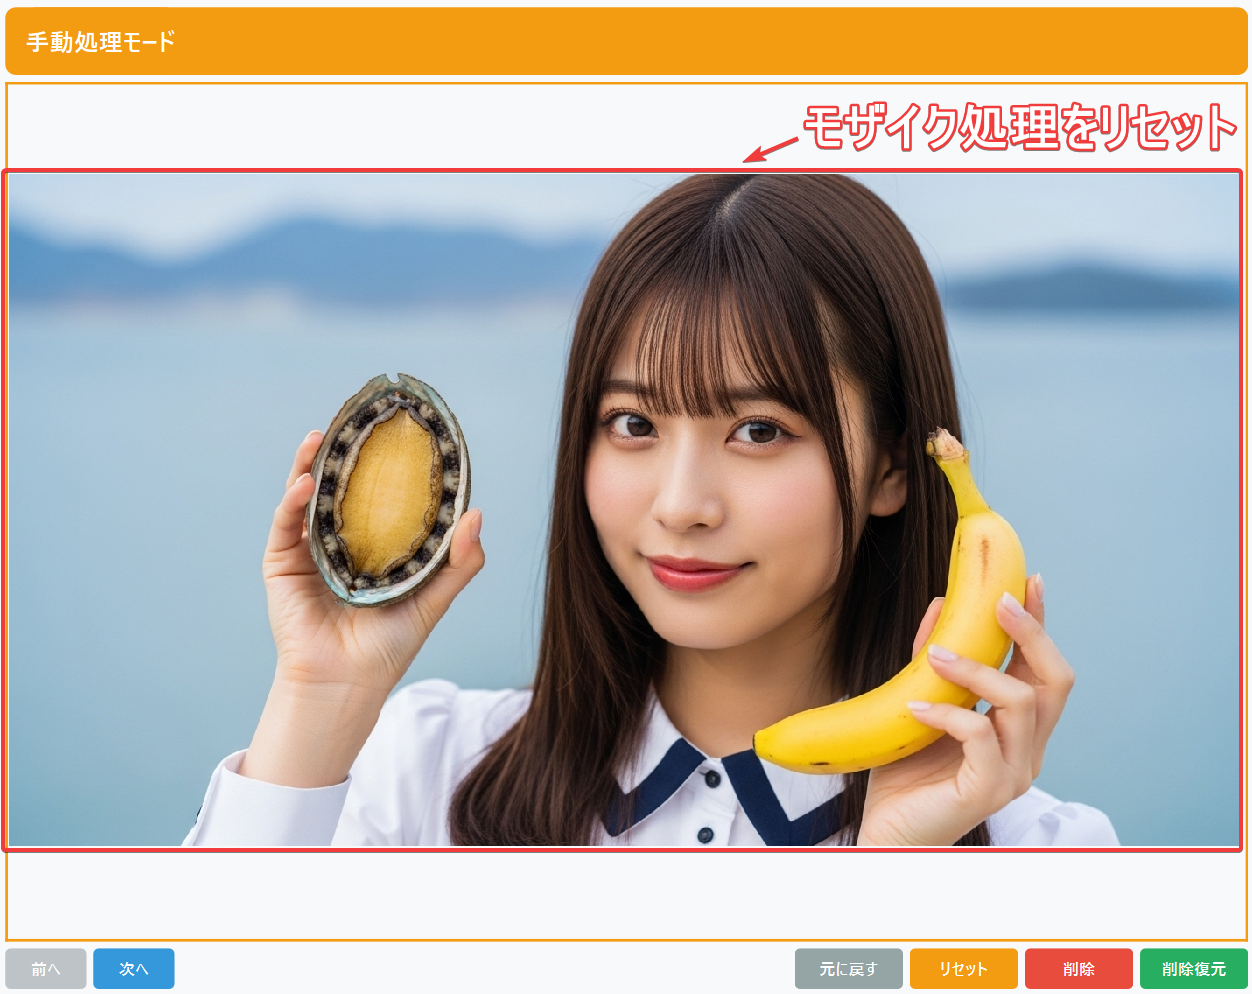 手動処理モード
モザイク処理をリセット
前へ
次へ
元に戻す
リセット
削除
削除復元